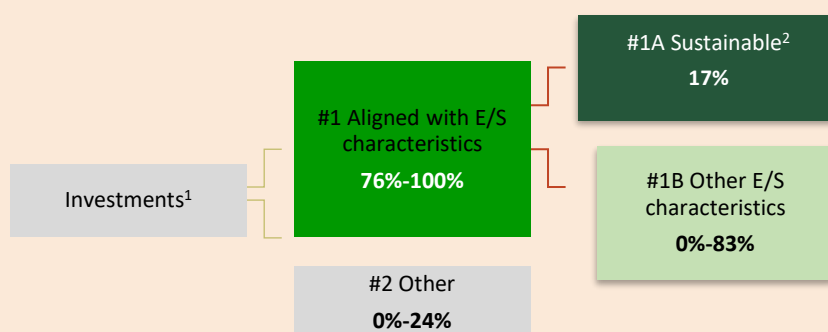 #1A Sustainable2
17%
#1 Aligned with E/S
characteristics
76%-100%
Investments1
#1B Other E/S
characteristics
0%-83%
#2 Other
0%-24%